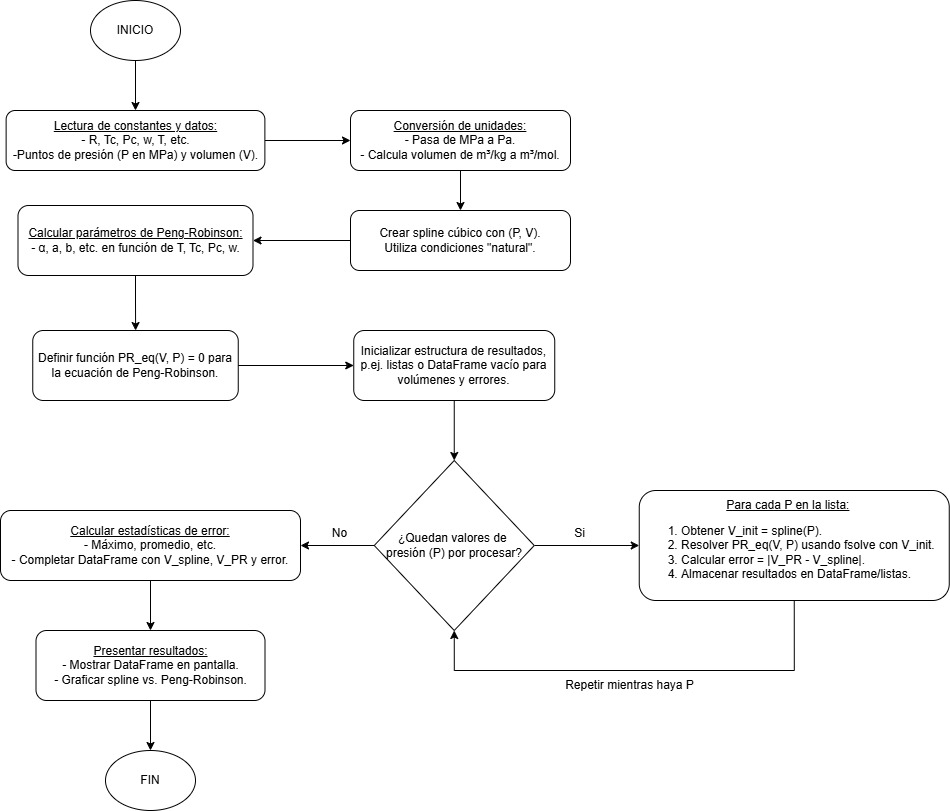 INICIO
Lectura de constantes y datos:
- R, Tc, Pc, w, T, etc.
-Puntos de presión (P en MPa) y volumen (V).
Conversión de unidades:
- Pasa de MPa a Pa.
- Calcula volumen de m³/kg a m³/mol.
Crear spline cúbico con (P, V).
Utiliza condiciones "natural".
Calcular parámetros de Peng-Robinson:
- α, a, b, etc. en función de T, Tc, Pc, w.
Definir función PR_eq(V, P) = 0 para
la ecuación de Peng-Robinson.
Inicializar estructura de resultados,
p.ej. listas o DataFrame vacío para
volúmenes y errores.
¿Quedan valores de
presión (P) por procesar?
Si
Para cada P en la lista:
1. Obtener V_init = spline(P).
2. Resolver PR_eq(V, P) usando fsolve con V_init.
3. Calcular error = |V_PR - V_spline|.
4. Almacenar resultados en DataFrame/listas.
Repetir mientras haya P
No
Calcular estadísticas de error:
- Máximo, promedio, etc.
- Completar DataFrame con V_spline, V_PR y error.
Presentar resultados:
- Mostrar DataFrame en pantalla.
- Graficar spline vs. Peng-Robinson.
FIN